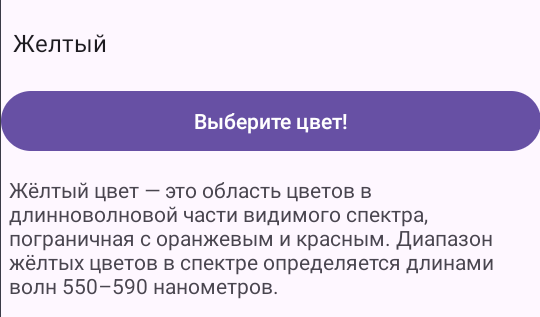 Желтый
Выберите цвет!
Жёлтый цвет — это область цветов в
длинноволновой части видимого спектра,
пограничная с оранжевым и красным. Диапазон
жёлтых цветов в спектре определяется длинами
волн 550–590 нанометров.